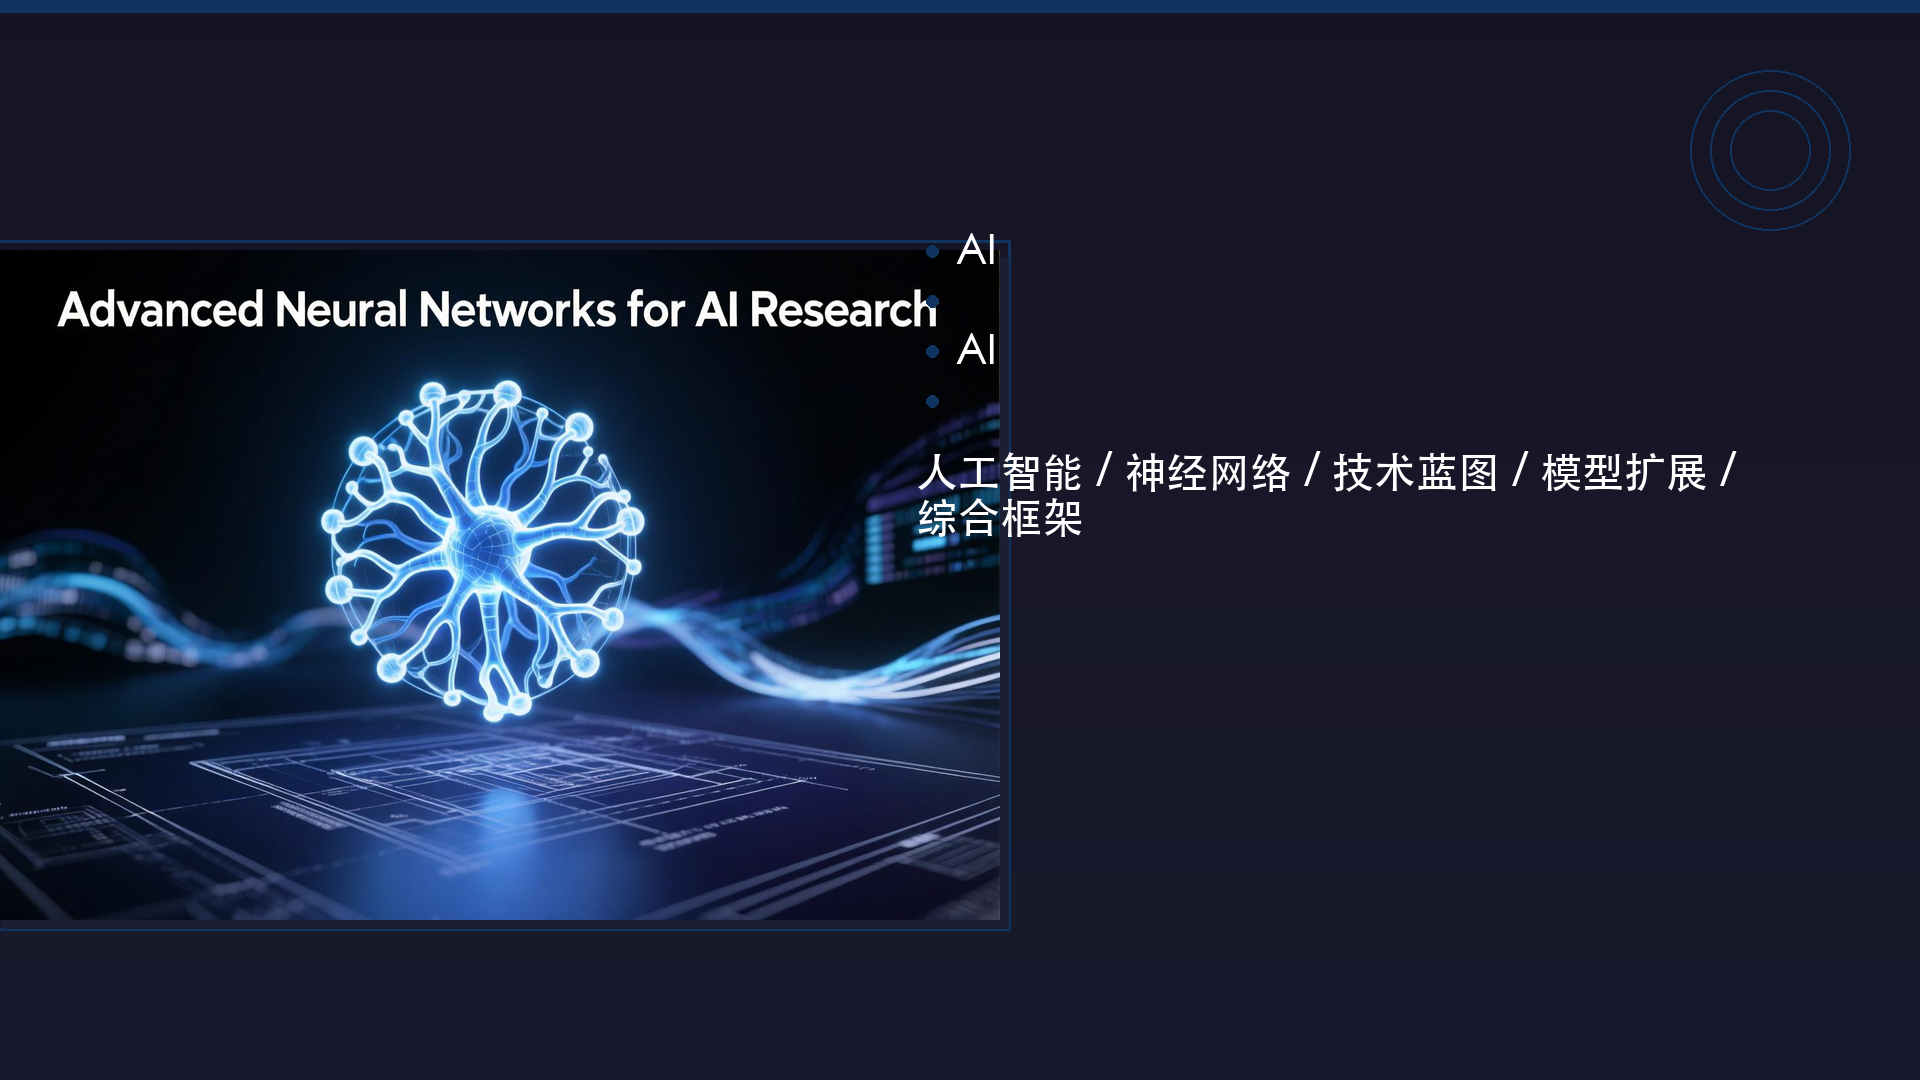 AI
Advanced Neural Networks for AI Research
AI
人工智能 / 神经网络 / 技术蓝图 / 模型扩展 /
综合框架